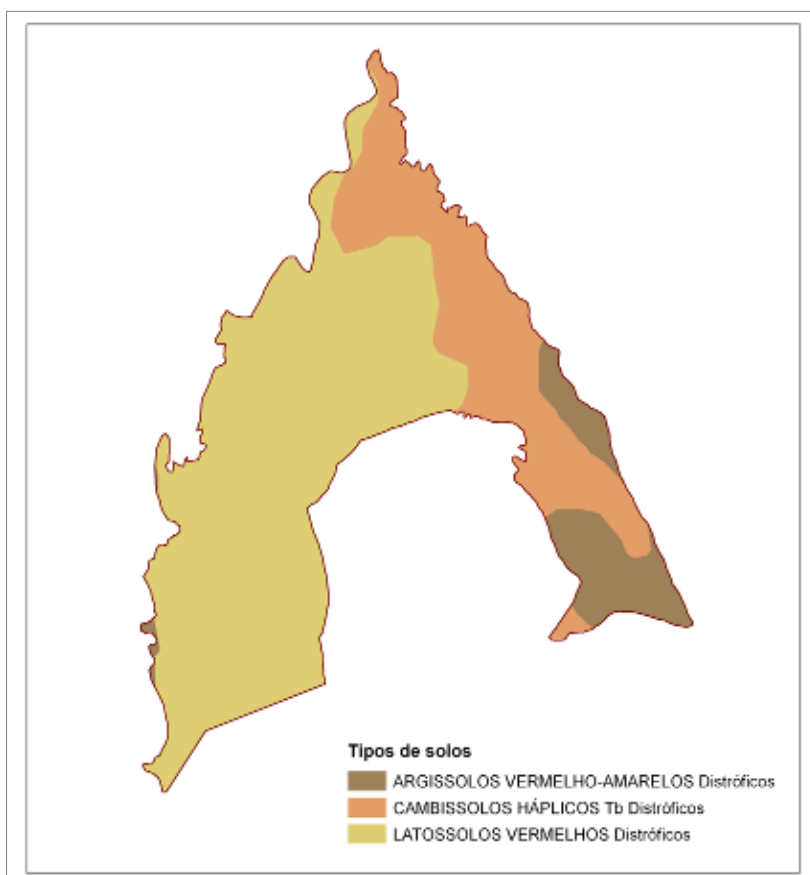 Tipos de solos
ARGISSOLOS VERMELHO-AMARELOS Distróficos
CAMBISSOLOS HÁPLICOS Tb Distróficos
LATOSSOLOS VERMELHOS Distróficos